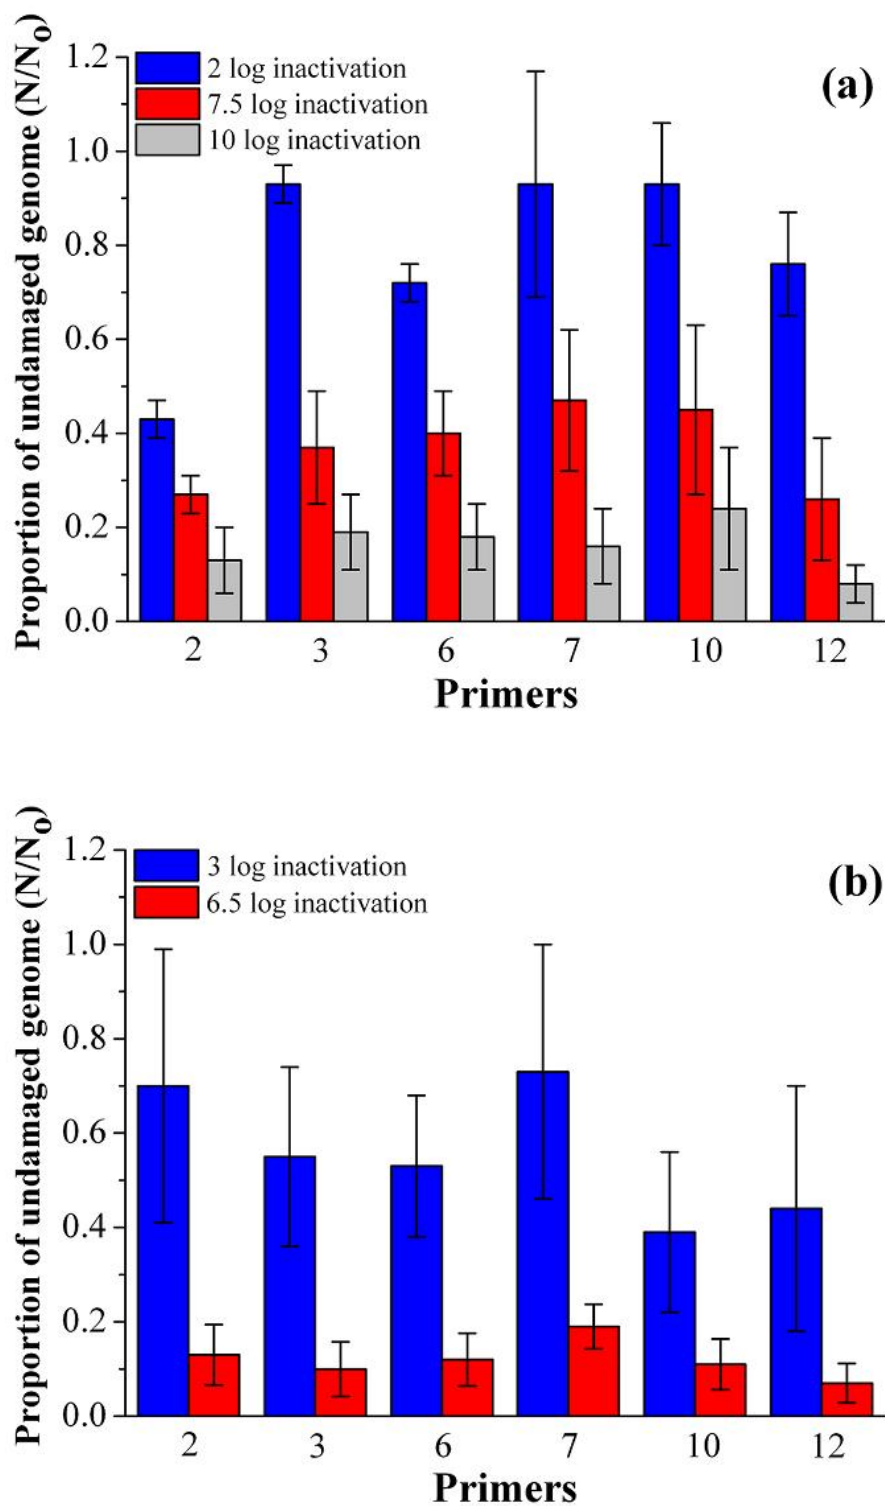 2 log inactivation
7.5 log inactivation
10 log inactivation
(a)
Proportion of undamaged genome (N/N0)
1.2
1.0
0.8
0.6
0.4
0.2
0.0
2 3 6 7 10 12
Primers
3 log inactivation
6.5 log inactivation
(b)
Proportion of undamaged genome (N/N0)
1.2
1.0
0.8
0.6
0.4
0.2
0.0
2 3 6 7 10 12
Primers